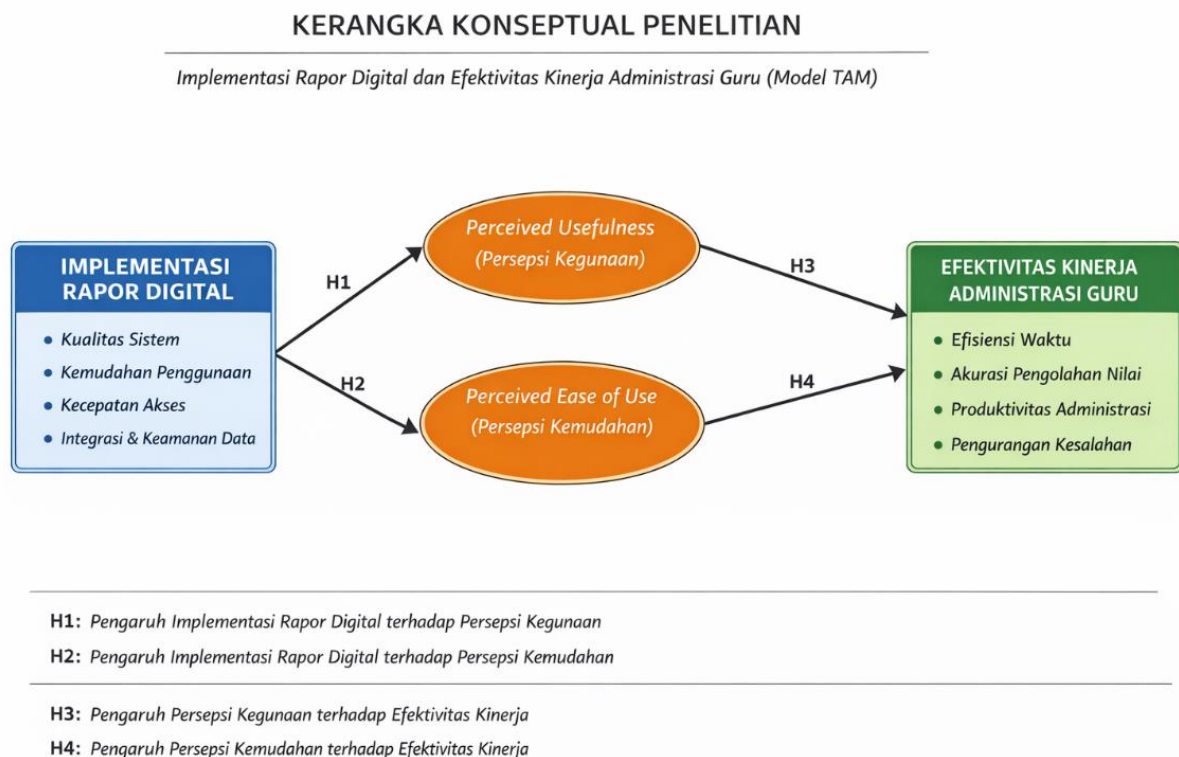 KERANGKA KONSEPTUAL PENELITIAN
Implementasi Rapor Digital dan Efektivitas Kinerja Administrasi Guru (Model TAM)
IMPLEMENTASI
RAPOR DIGITAL
• Kualitas Sistem
• Kemudahan Penggunaan
• Kecepatan Akses
• Integrasi & Keamanan Data
H1
H2
Perceived Usefulness
(Persepsi Kegunaan)
Perceived Ease of Use
(Persepsi Kemudahan)
H3
H4
EFEKTIVITAS KINERJA
ADMINISTRASI GURU
• Efisiensi Waktu
• Akurasi Pengolahan Nilai
• Produktivitas Administrasi
• Pengurangan Kesalahan
H1: Pengaruh Implementasi Rapor Digital terhadap Persepsi Kegunaan
H2: Pengaruh Implementasi Rapor Digital terhadap Persepsi Kemudahan
H3: Pengaruh Persepsi Kegunaan terhadap Efektivitas Kinerja
H4: Pengaruh Persepsi Kemudahan terhadap Efektivitas Kinerja